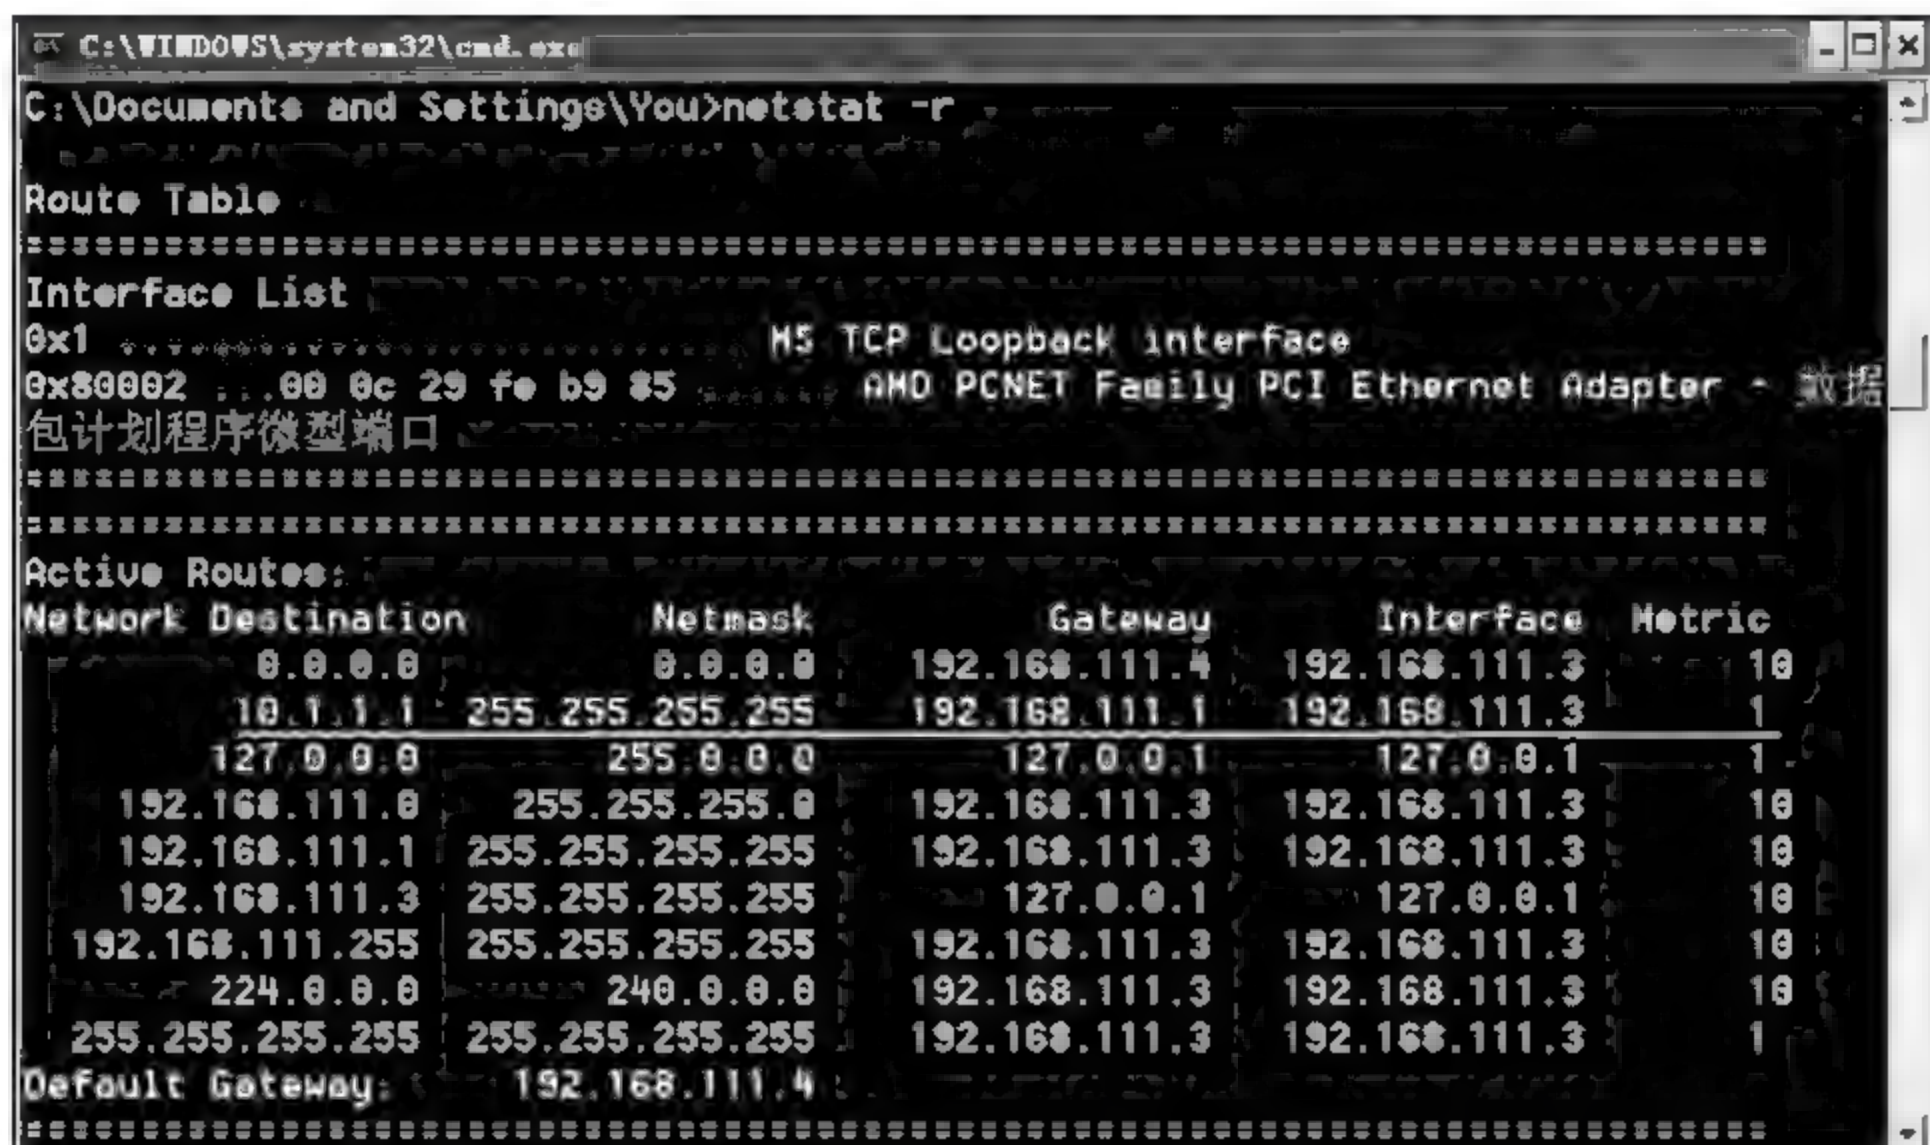 C:\WINDOWS\system32\cmd.exe
C:\Documents and Settings\You>netstat -r
Route Table
===========================================================================
Interface List
0x1 ........................... MS TCP Loopback interface
0x80002 ...00 0c 29 fe b9 85 ...... AMD PCNET Family PCI Ethernet Adapter - 数据
包计划程序微型端口
===========================================================================
===========================================================================
Active Routes:
Network Destination Netmask Gateway Interface Metric
0.0.0.0 0.0.0.0 192.168.111.4 192.168.111.3 10
10.1.1.1 255.255.255.255 192.168.111.1 192.168.111.3 1
127.0.0.0 255.0.0.0 127.0.0.1 127.0.0.1 1
192.168.111.0 255.255.255.0 192.168.111.3 192.168.111.3 10
192.168.111.1 255.255.255.255 192.168.111.3 192.168.111.3 10
192.168.111.3 255.255.255.255 127.0.0.1 127.0.0.1 10
192.168.111.255 255.255.255.255 192.168.111.3 192.168.111.3 10
224.0.0.0 240.0.0.0 192.168.111.3 192.168.111.3 10
255.255.255.255 255.255.255.255 192.168.111.3 192.168.111.3 1
Default Gateway: 192.168.111.4
===========================================================================